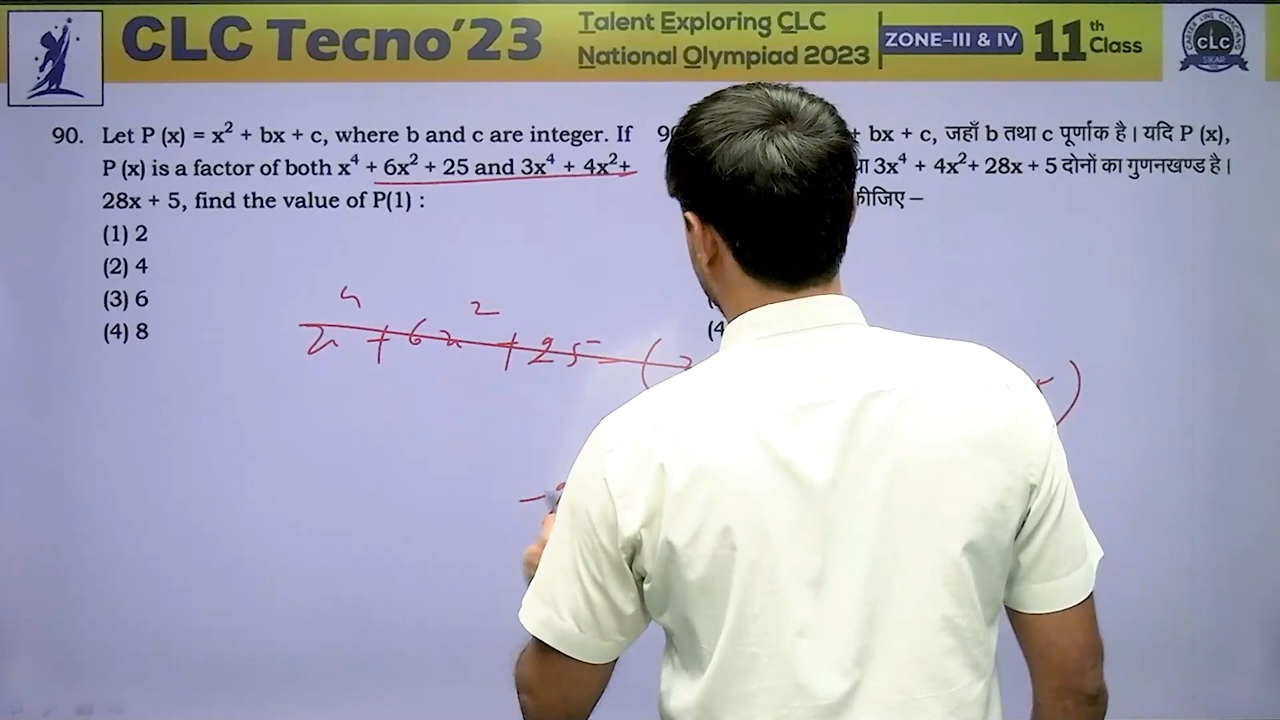 CLC Tecno'23
Talent Exploring CLC
National Olympiad 2023
ZONE–III & IV
11th Class
CLC
SIKAR
90. Let P (x) = x² + bx + c, where b and c are integer. If
P (x) is a factor of both x⁴ + 6x² + 25 and 3x⁴ + 4x²+
28x + 5, find the value of P(1) :
(1) 2
(2) 4
(3) 6
(4) 8
+ bx + c, जहाँ b तथा c पूर्णांक है। यदि P (x),
3x⁴ + 4x²+ 28x + 5 दोनों का गुणनखण्ड है।
(4)
x⁴ + 6x² + 25 – (
)